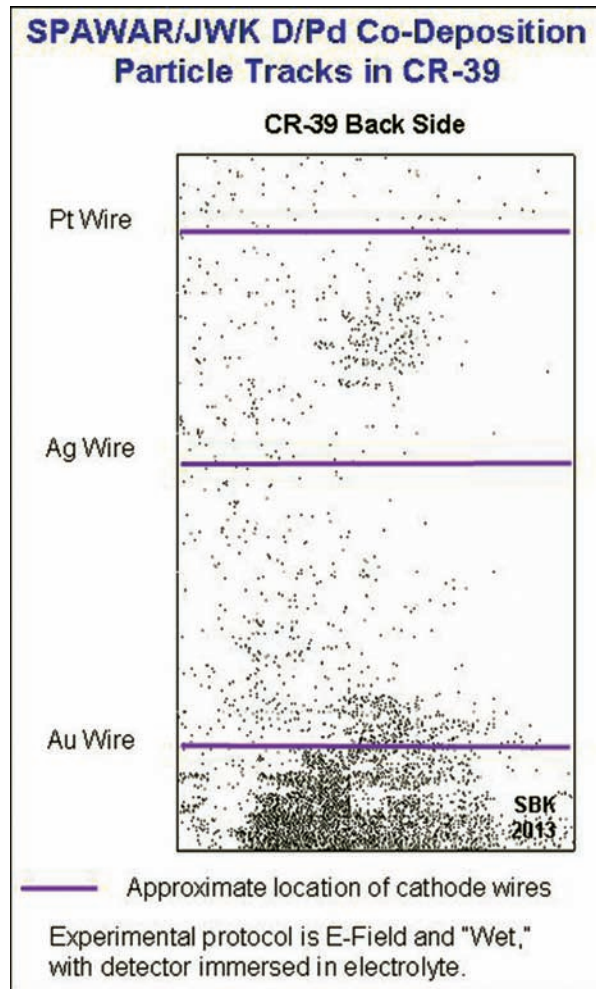 SPAWAR/JWK D/Pd Co-Deposition
Particle Tracks in CR-39
CR-39 Back Side
Pt Wire
Ag Wire
Au Wire
SBK
2013
Approximate location of cathode wires
Experimental protocol is E-Field and "Wet,"
with detector immersed in electrolyte.